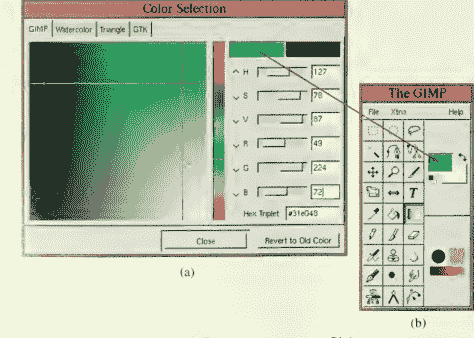 Color Selection
GIMP Watercolor Triangle GTK
H 127
S 78
V 87
R 49
G 224
B 72
Hex Triplet #31e048
Close Revert to Old Color
(a)
The GIMP
File Xtns Help
T
(b)